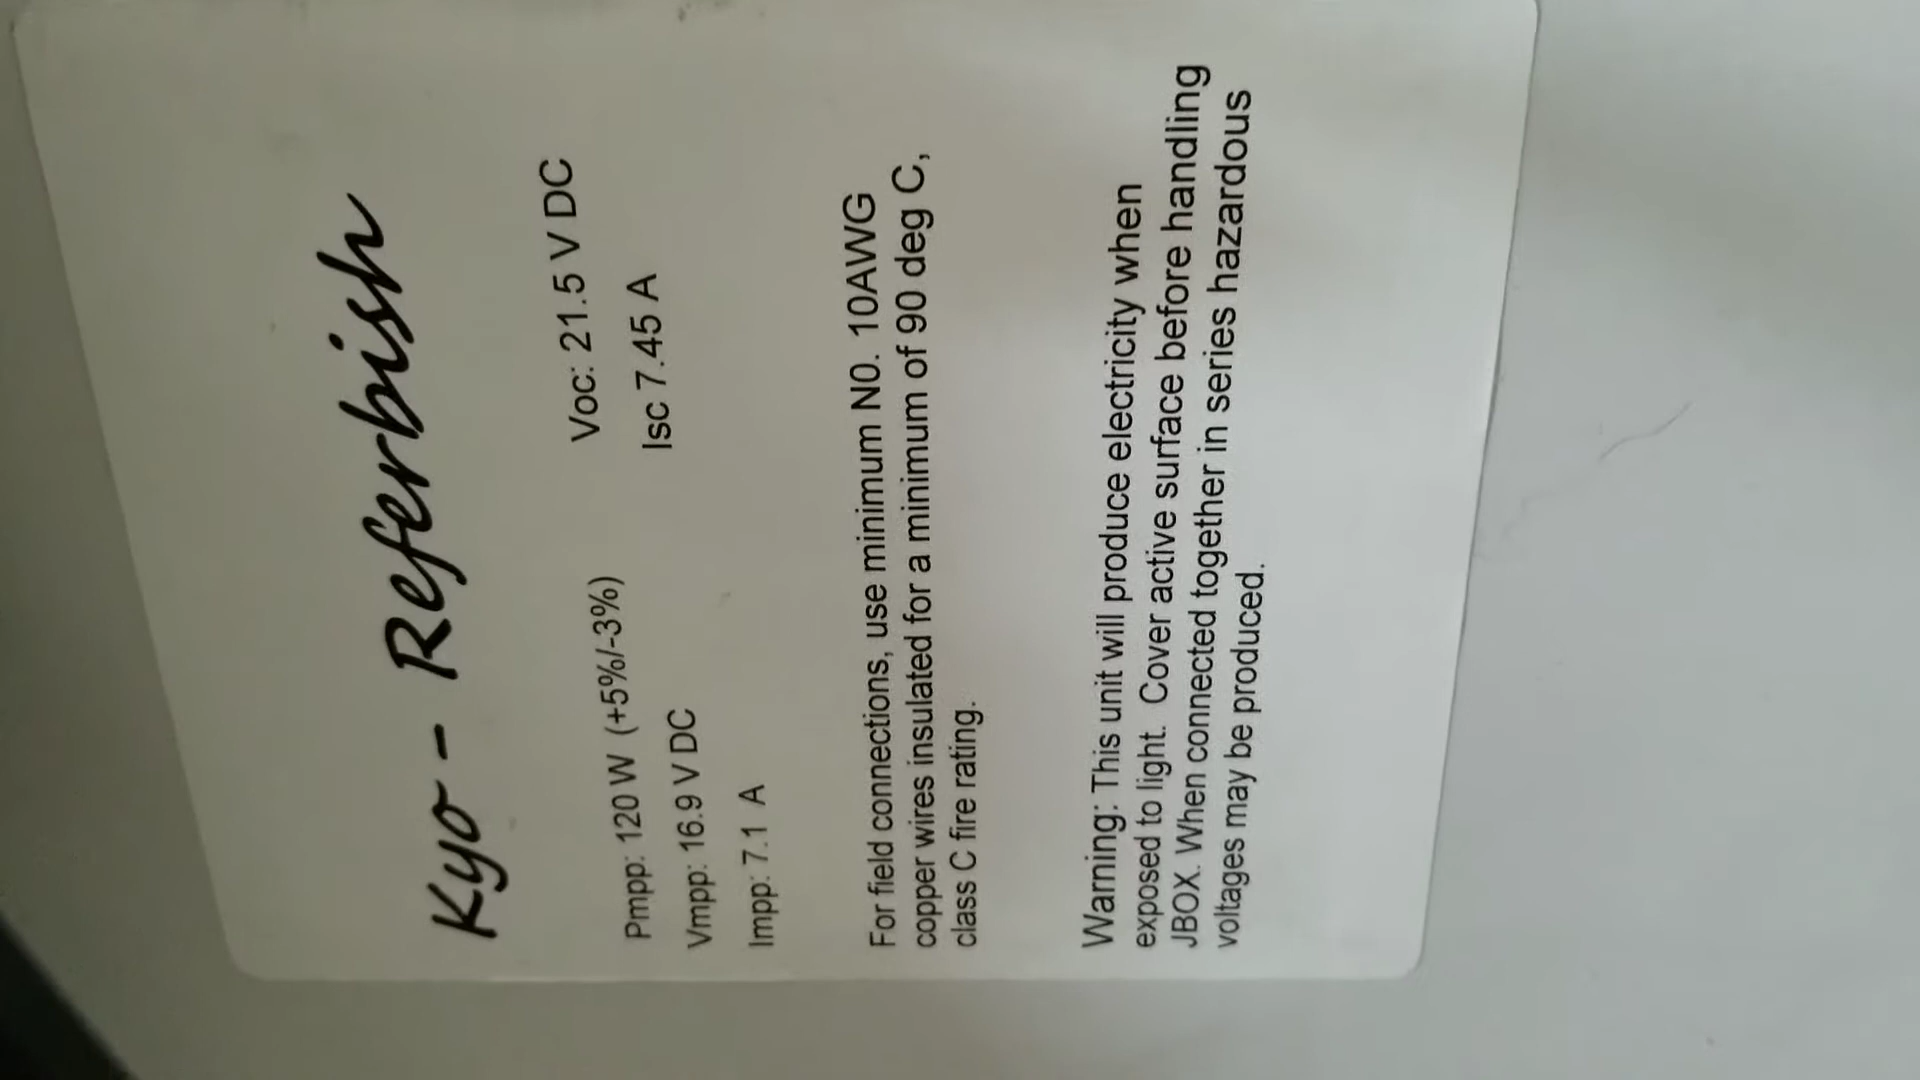 Kyo - Referbish
Pmpp: 120 W (+5%/-3%) Voc: 21.5 V DC
Vmpp: 16.9 V DC Isc 7.45 A
Impp: 7.1 A
For field connections, use minimum N0. 10AWG
copper wires insulated for a minimum of 90 deg C,
class C fire rating.
Warning: This unit will produce electricity when
exposed to light. Cover active surface before handling
JBOX. When connected together in series hazardous
voltages may be produced.